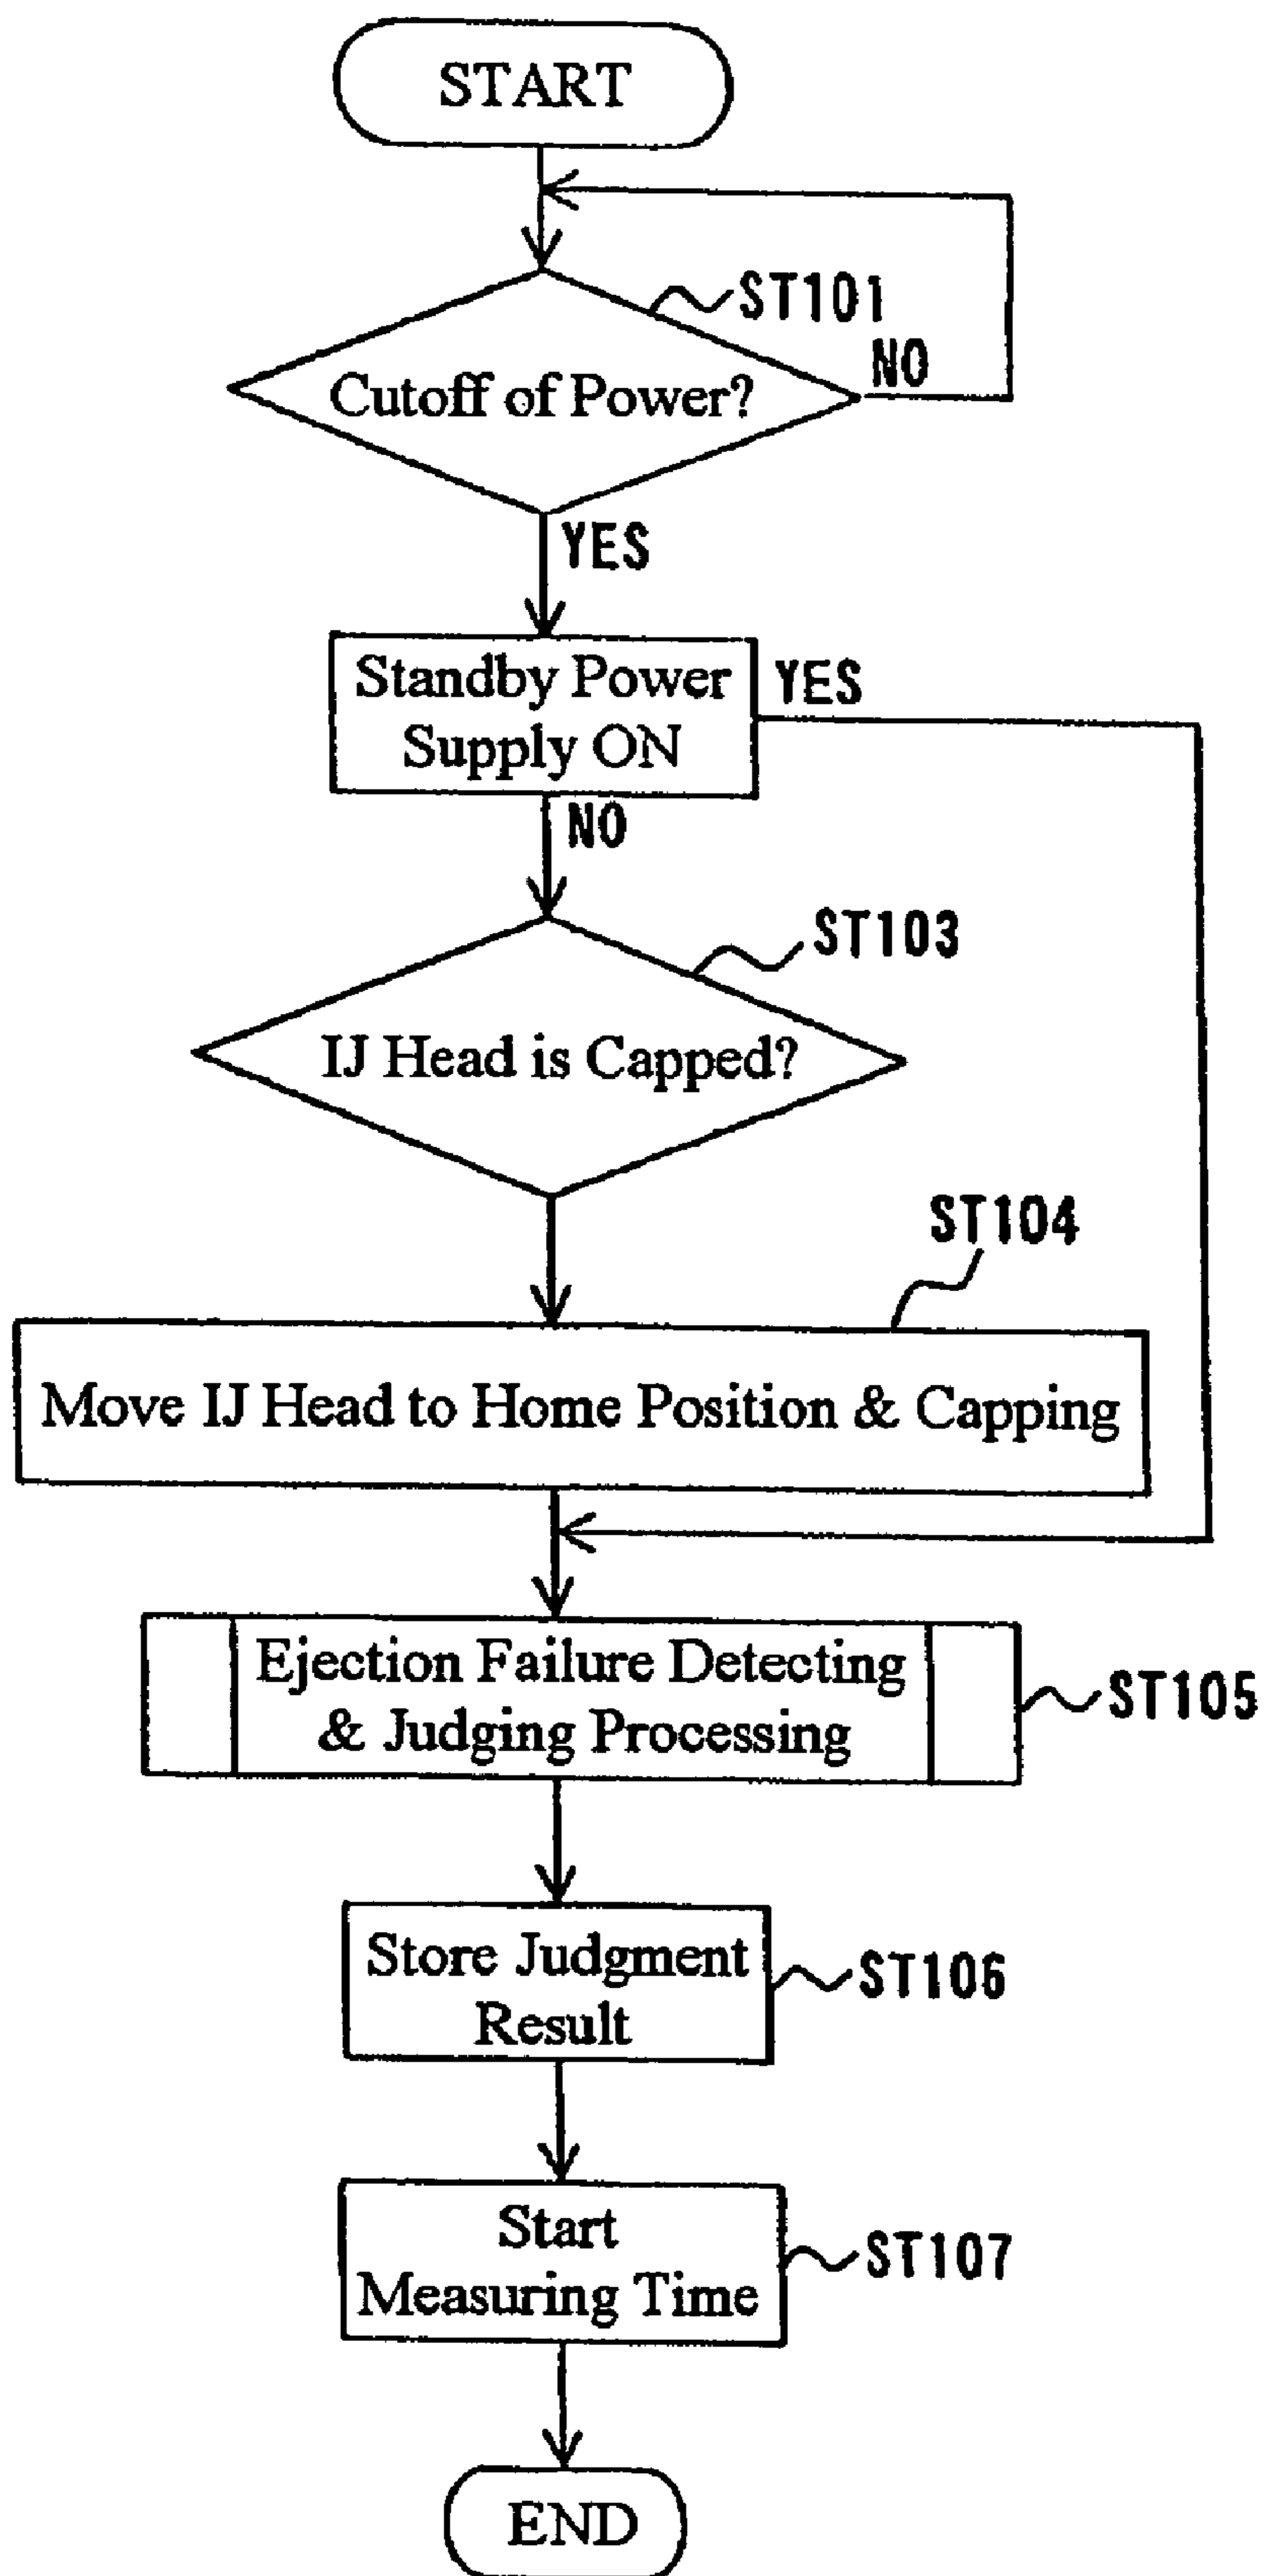 START
ST101
Cutoff of Power?
NO
YES
Standby Power
Supply ON
YES
NO
ST103
IJ Head is Capped?
ST104
Move IJ Head to Home Position & Capping
Ejection Failure Detecting
& Judging Processing
ST105
Store Judgment
Result
ST106
Start
Measuring Time
ST107
END